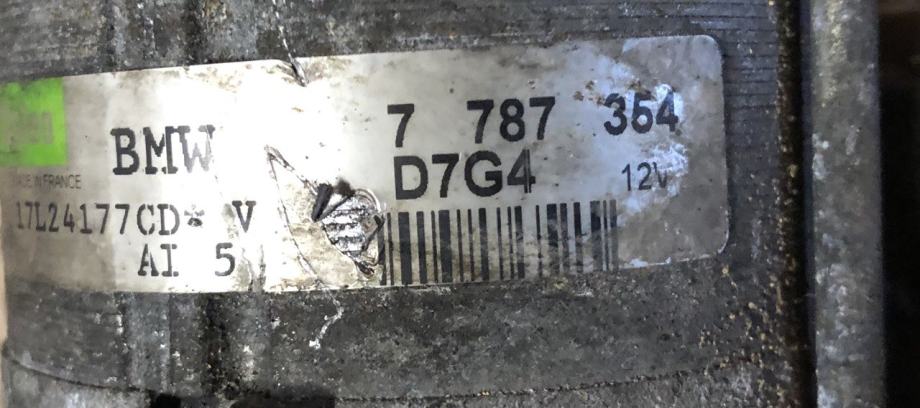 BMW 7 787 354
D7G4 12V
MADE IN FRANCE
17L24177CD* V
AI 5